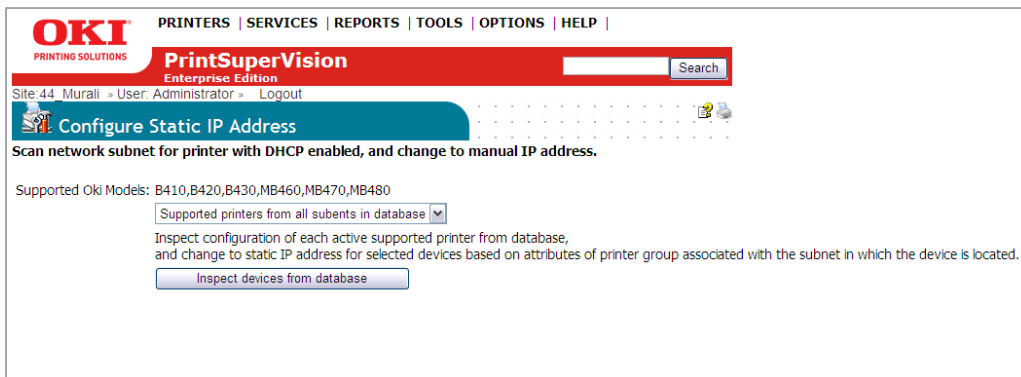 PRINTERS | SERVICES | REPORTS | TOOLS | OPTIONS | HELP |
OKI
PRINTING SOLUTIONS
PrintSuperVision
Enterprise Edition
Search
Site:44_Murali » User: Administrator » Logout
Configure Static IP Address
Scan network subnet for printer with DHCP enabled, and change to manual IP address.
Supported Oki Models: B410,B420,B430,MB460,MB470,MB480
Supported printers from all subents in database
Inspect configuration of each active supported printer from database,
and change to static IP address for selected devices based on attributes of printer group associated with the subnet in which the device is located.
Inspect devices from database